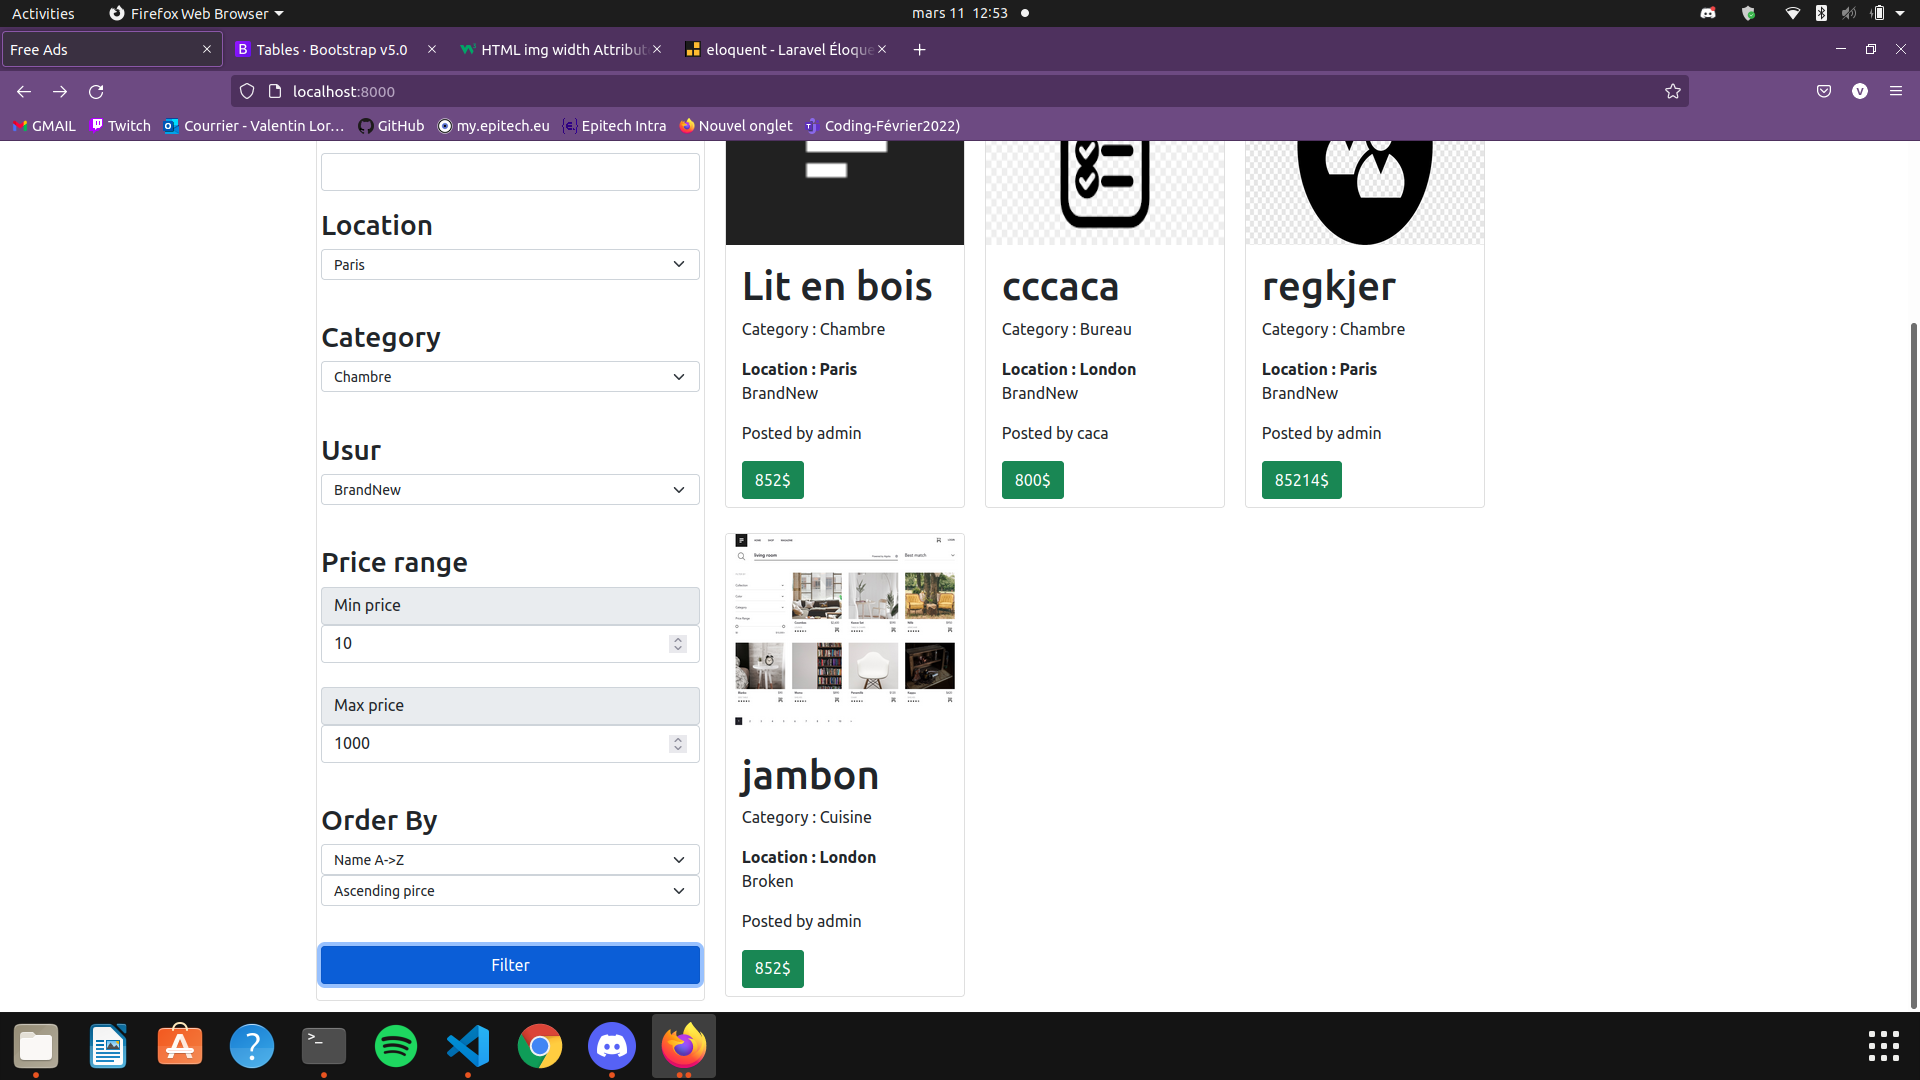 Activities
Firefox Web Browser
mars 11 12:53
Free Ads
Tables · Bootstrap v5.0
HTML img width Attribut
eloquent - Laravel Éloque
localhost:8000
GMAIL
Twitch
Courrier - Valentin Lor…
GitHub
my.epitech.eu
Epitech Intra
Nouvel onglet
Coding-Février2022)
Location
Paris
Category
Chambre
Usur
BrandNew
Price range
Min price
10
Max price
1000
Order By
Name A->Z
Ascending pirce
Filter
Lit en bois
Category : Chambre
Location : Paris
BrandNew
Posted by admin
852$
cccaca
Category : Bureau
Location : London
BrandNew
Posted by caca
800$
regkjer
Category : Chambre
Location : Paris
BrandNew
Posted by admin
85214$
living room
Best match
jambon
Category : Cuisine
Location : London
Broken
Posted by admin
852$